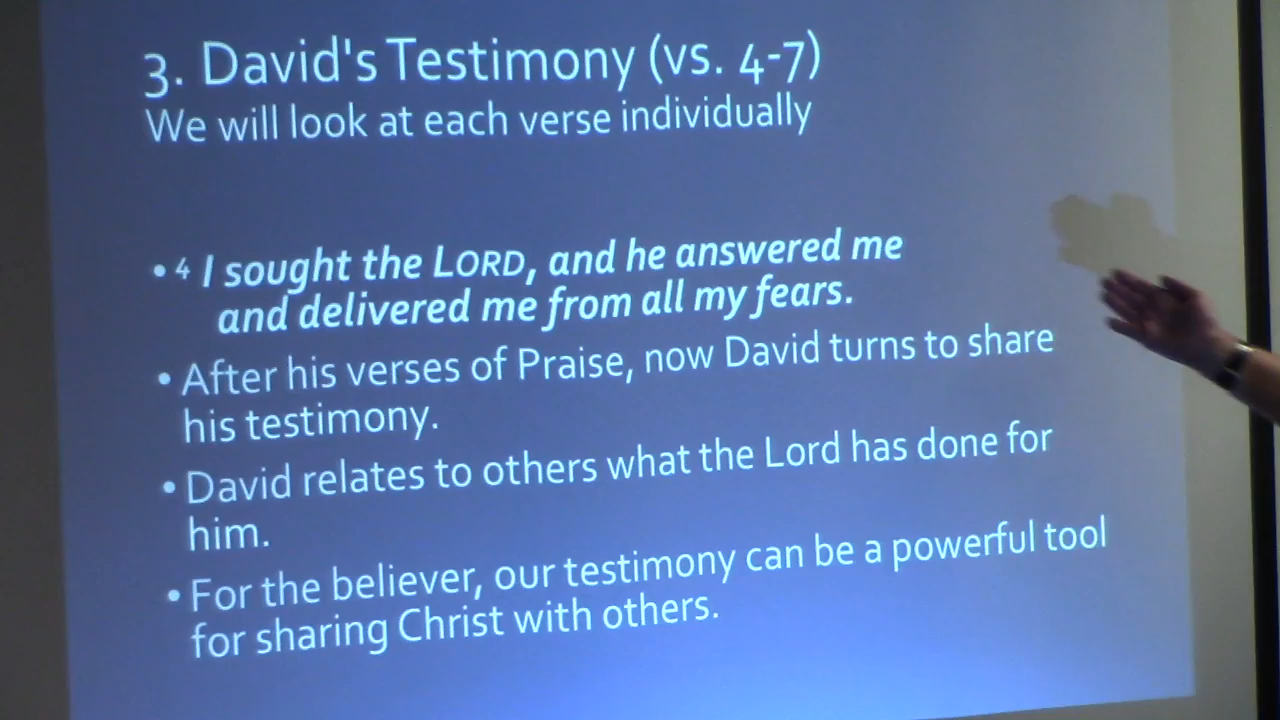 3. David's Testimony (vs. 4-7)
We will look at each verse individually
• 4 I sought the LORD, and he answered me
and delivered me from all my fears.
• After his verses of Praise, now David turns to share
his testimony.
• David relates to others what the Lord has done for
him.
• For the believer, our testimony can be a powerful tool
for sharing Christ with others.